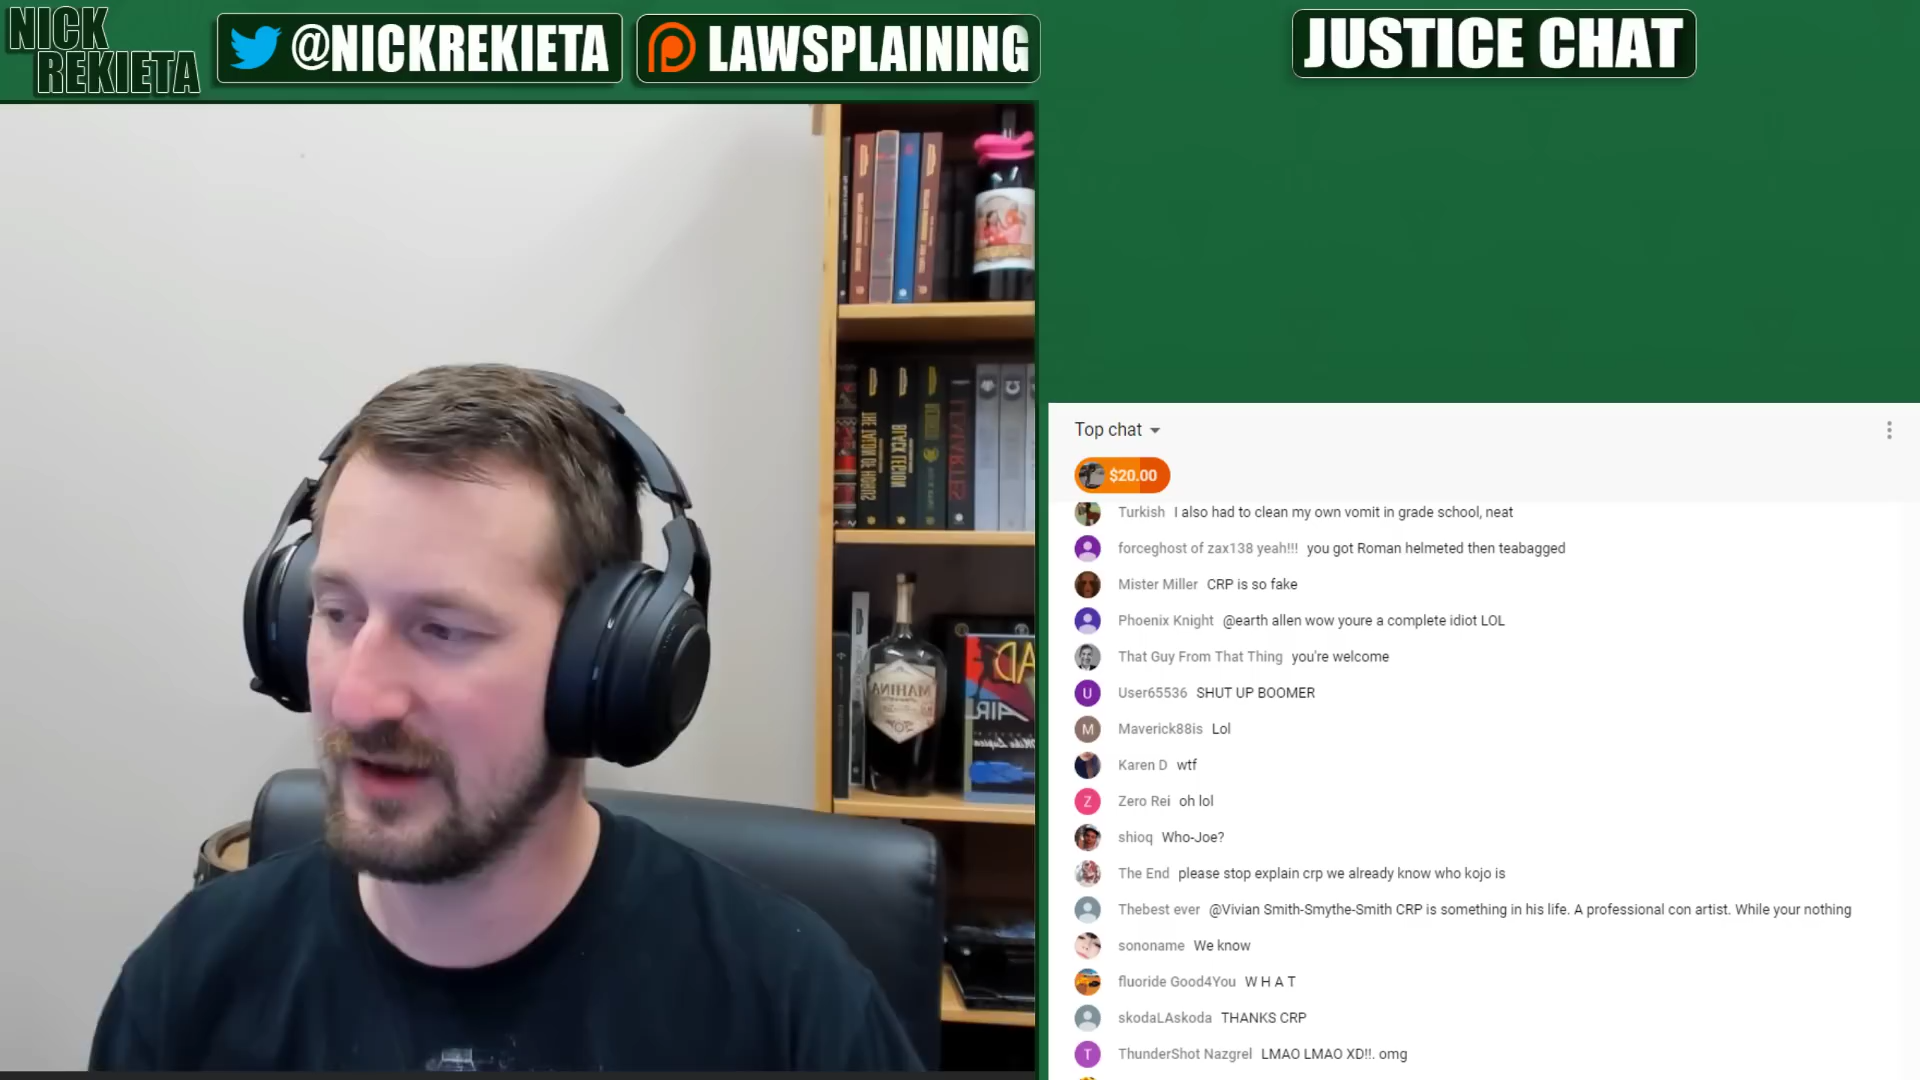 NICK
REKIETA
@NICKREKIETA
LAWSPLAINING
JUSTICE CHAT
Top chat
$20.00
Turkish I also had to clean my own vomit in grade school, neat
forceghost of zax138 yeah!!! you got Roman helmeted then teabagged
Mister Miller CRP is so fake
Phoenix Knight @earth allen wow youre a complete idiot LOL
That Guy From That Thing you're welcome
U User65536 SHUT UP BOOMER
M Maverick88is Lol
Karen D wtf
Z Zero Rei oh lol
shioq Who-Joe?
The End please stop explain crp we already know who kojo is
Thebest ever @Vivian Smith-Smythe-Smith CRP is something in his life. A professional con artist. While your nothing
sononame We know
fluoride Good4You W H A T
skodaLAskoda THANKS CRP
T ThunderShot Nazgrel LMAO LMAO XD!!. omg
BLACK LEGION
MAHINA